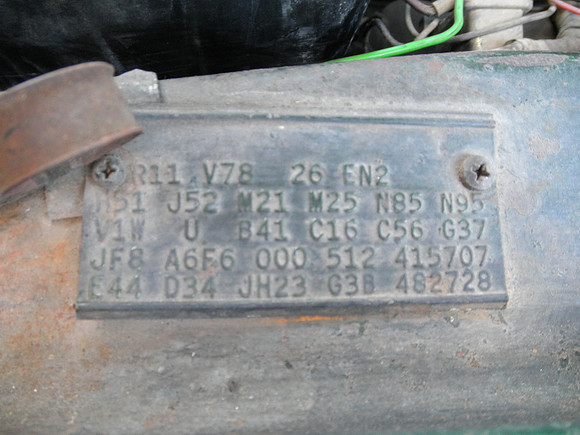 R11 V78 26 EN2
H51 J52 M21 M25 N85 N95
V1W U B41 C16 C56 G37
JF8 A6F6 000 512 415707
E44 D34 JH23 G3B 482728